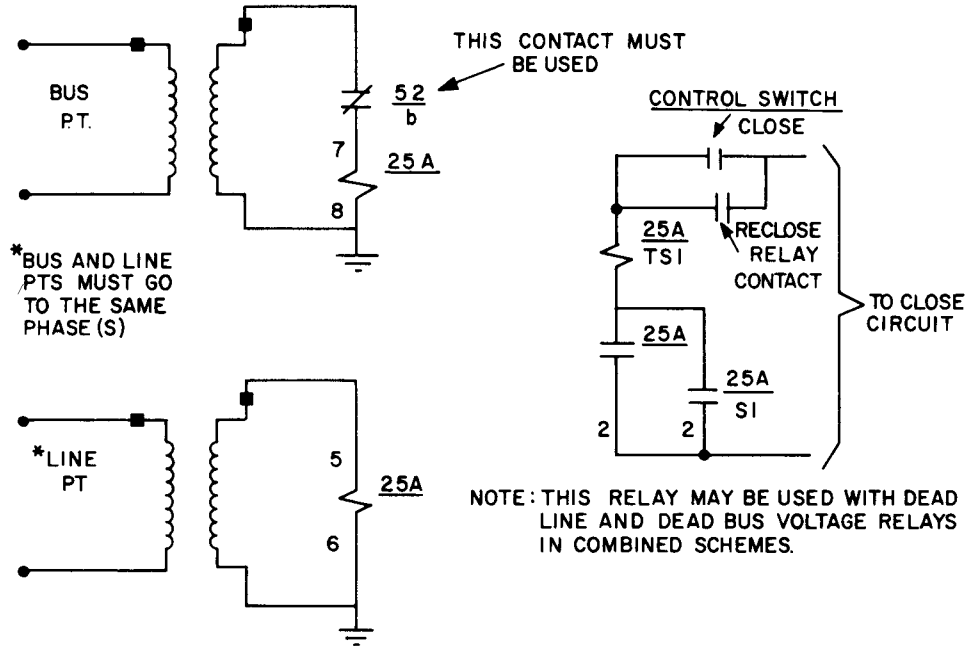 THIS CONTACT MUST
BE USED
BUS
P.T.
52
b
7
25A
8
*BUS AND LINE
PTS MUST GO
TO THE SAME
PHASE(S)
CONTROL SWITCH
CLOSE
25A
TSI
RECLOSE
RELAY
CONTACT
TO CLOSE
CIRCUIT
25A
25A
SI
2
2
*LINE
PT
5
25A
6
NOTE: THIS RELAY MAY BE USED WITH DEAD
LINE AND DEAD BUS VOLTAGE RELAYS
IN COMBINED SCHEMES.